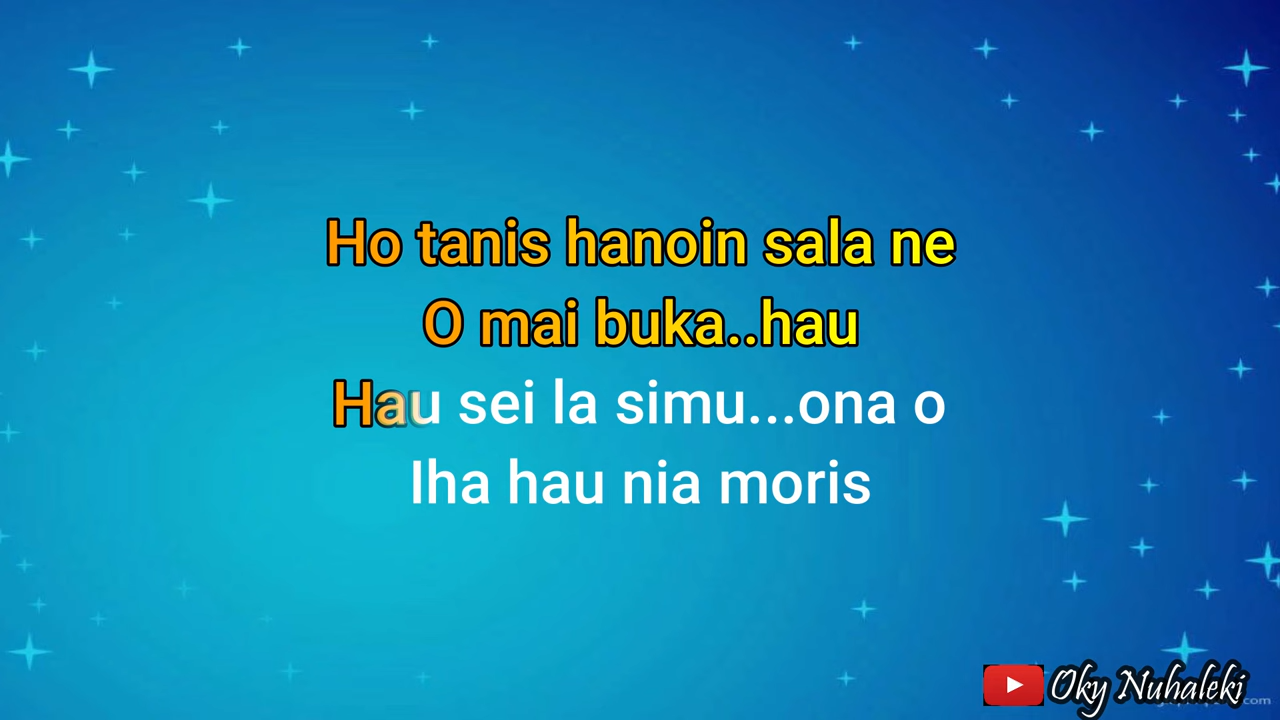 Ho tanis hanoin sala ne
O mai buka..hau
Hau sei la simu...ona o
Iha hau nia moris
Oky Nuhaleki